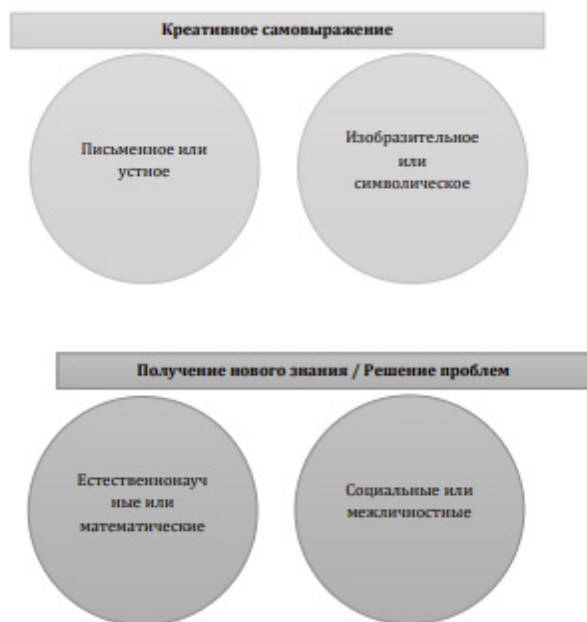 Креативное самовыражение
Письменное или
устное
Изобразительное
или
символическое
Получение нового знания / Решение проблем
Естественнонауч
ные или
математические
Социальные или
межличностные